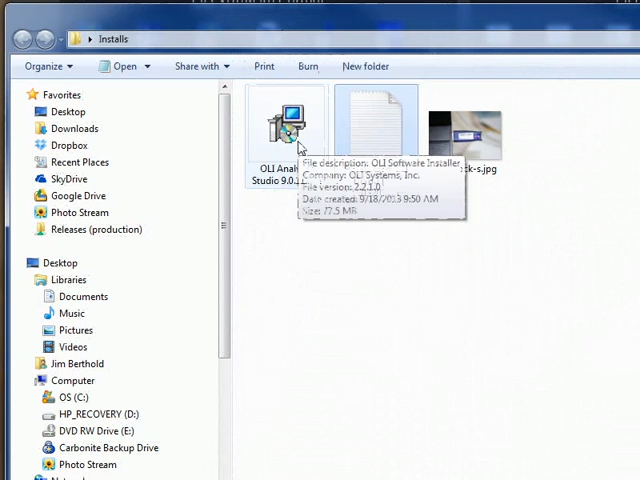 Installs
Organize
Open
Share with
Print
Burn
New folder
Favorites
Desktop
Downloads
Dropbox
Recent Places
SkyDrive
Google Drive
Photo Stream
Releases (production)
Desktop
Libraries
Documents
Music
Pictures
Videos
Jim Berthold
Computer
OS (C:)
HP_RECOVERY (D:)
DVD RW Drive (E:)
Carbonite Backup Drive
Photo Stream
OLI
Studio 9.0.
File description: OLI Software Installer
Company: OLI Systems, Inc.
File version: 2.2.1.0
Date created: 9/18/2013 9:50 AM
Size: 77.5 MB
ck-s.jpg